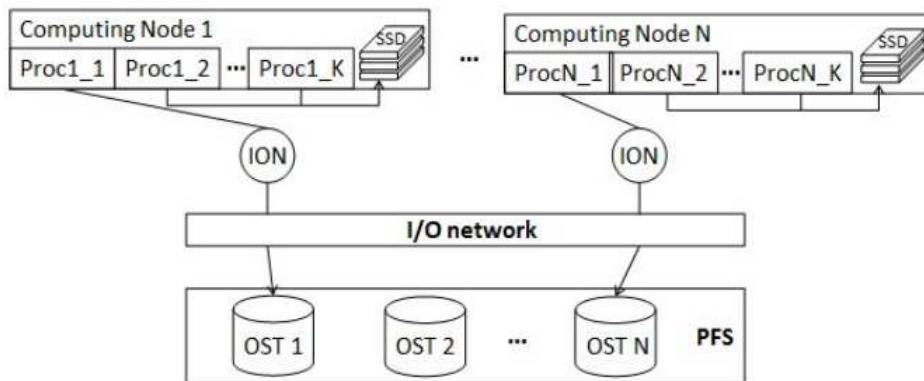 Computing Node 1
SSD
Proc1_1 Proc1_2 ... Proc1_K
...
Computing Node N
SSD
ProcN_1 ProcN_2 ... ProcN_K
ION
ION
I/O network
OST 1 OST 2 ... OST N PFS